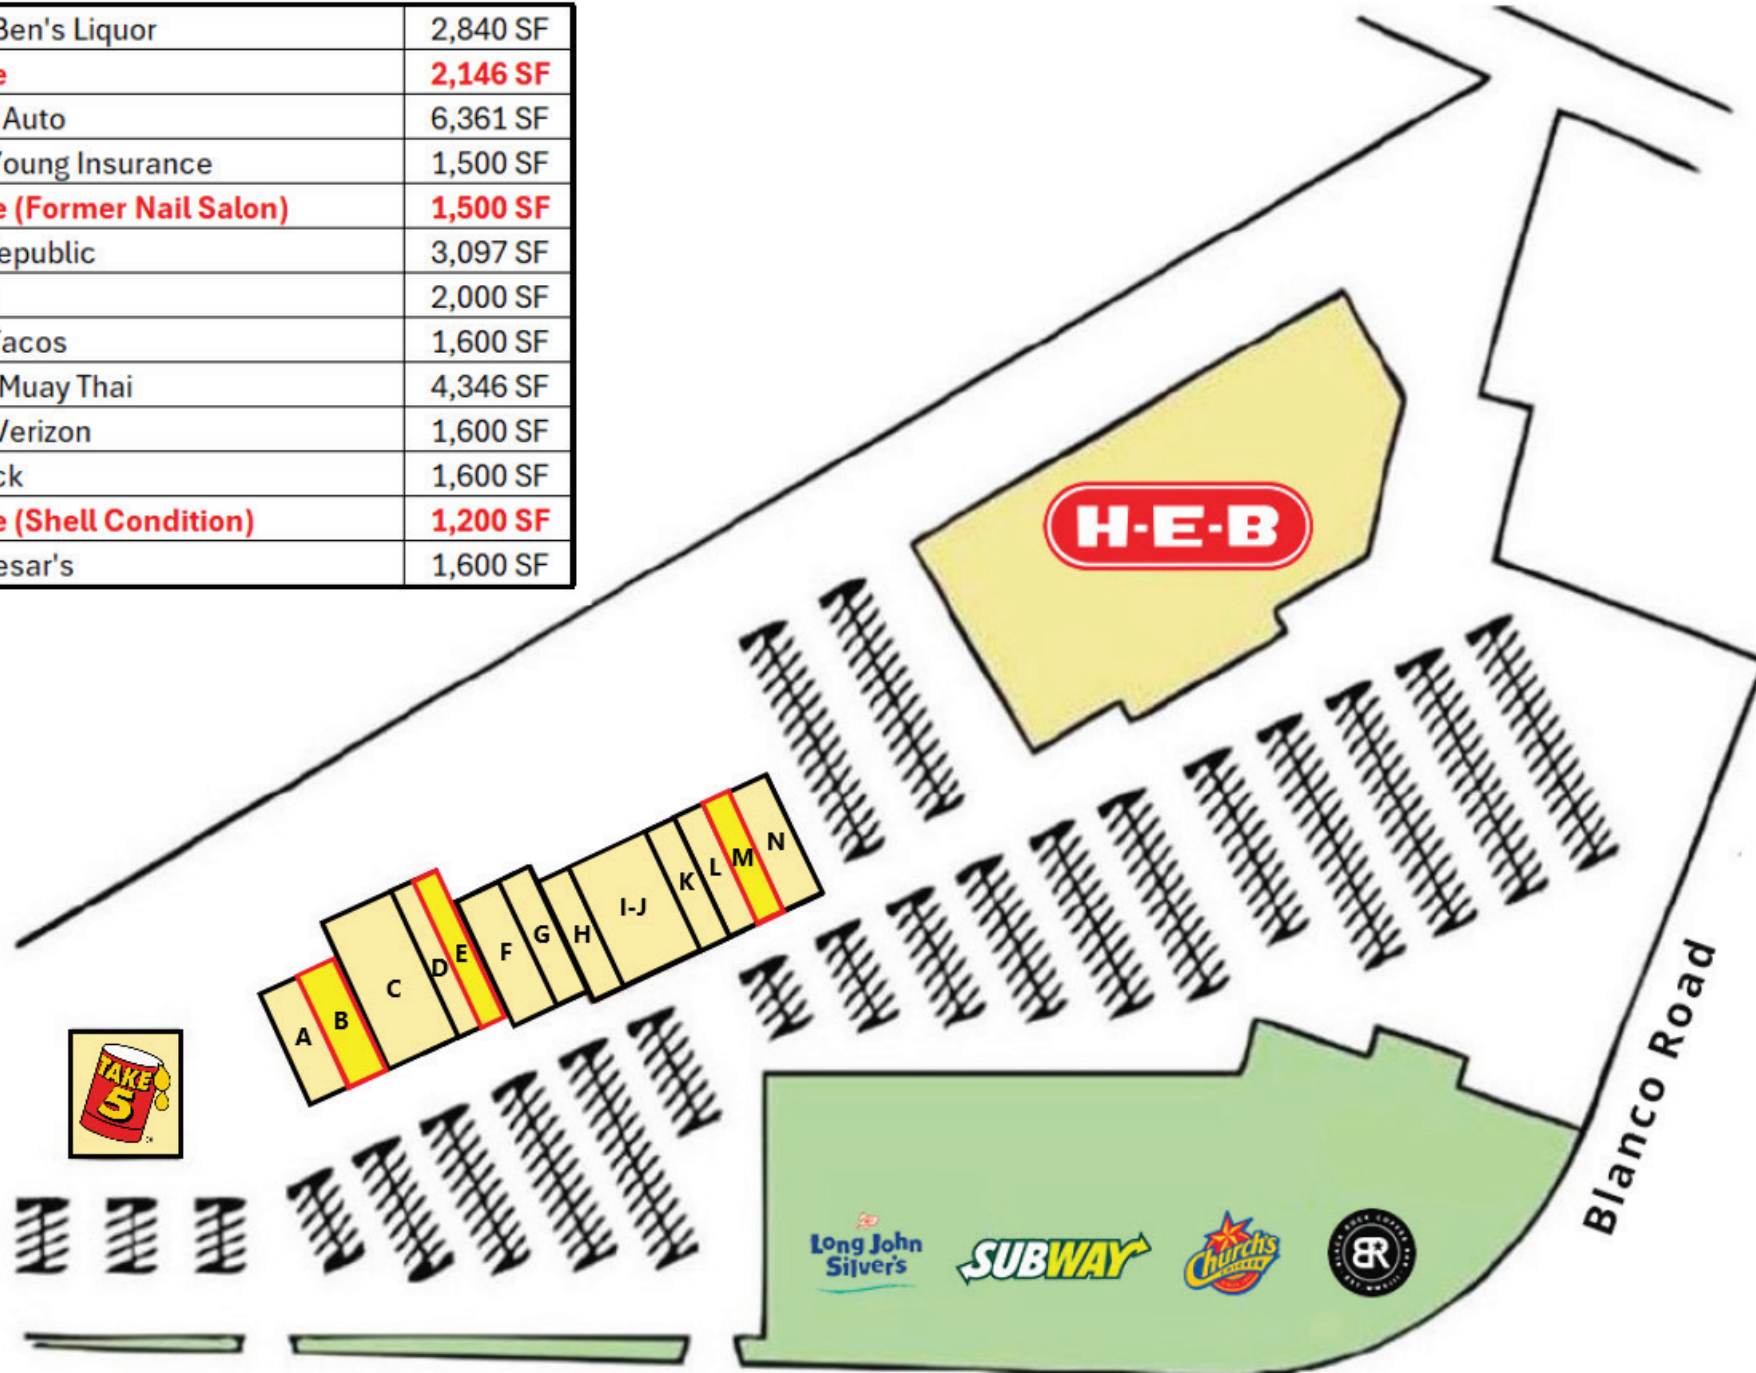 Ben's Liquor 2,840 SF
e 2,146 SF
Auto 6,361 SF
Young Insurance 1,500 SF
e (Former Nail Salon) 1,500 SF
epublic 3,097 SF
2,000 SF
Tacos 1,600 SF
Muay Thai 4,346 SF
Verizon 1,600 SF
ck 1,600 SF
e (Shell Condition) 1,200 SF
esar's 1,600 SF
H-E-B
A
B
C
D
E
F
G
H
I-J
K
L
M
N
TAKE
5
Blanco Road
Long John
Silver's
SUBWAY
Church's
CHICKEN
BR